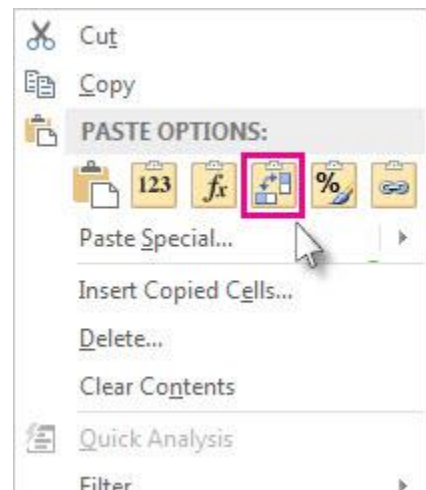 Cut
Copy
PASTE OPTIONS:
123 fx %
Paste Special...
Insert Copied Cells...
Delete...
Clear Contents
Quick Analysis
Filter